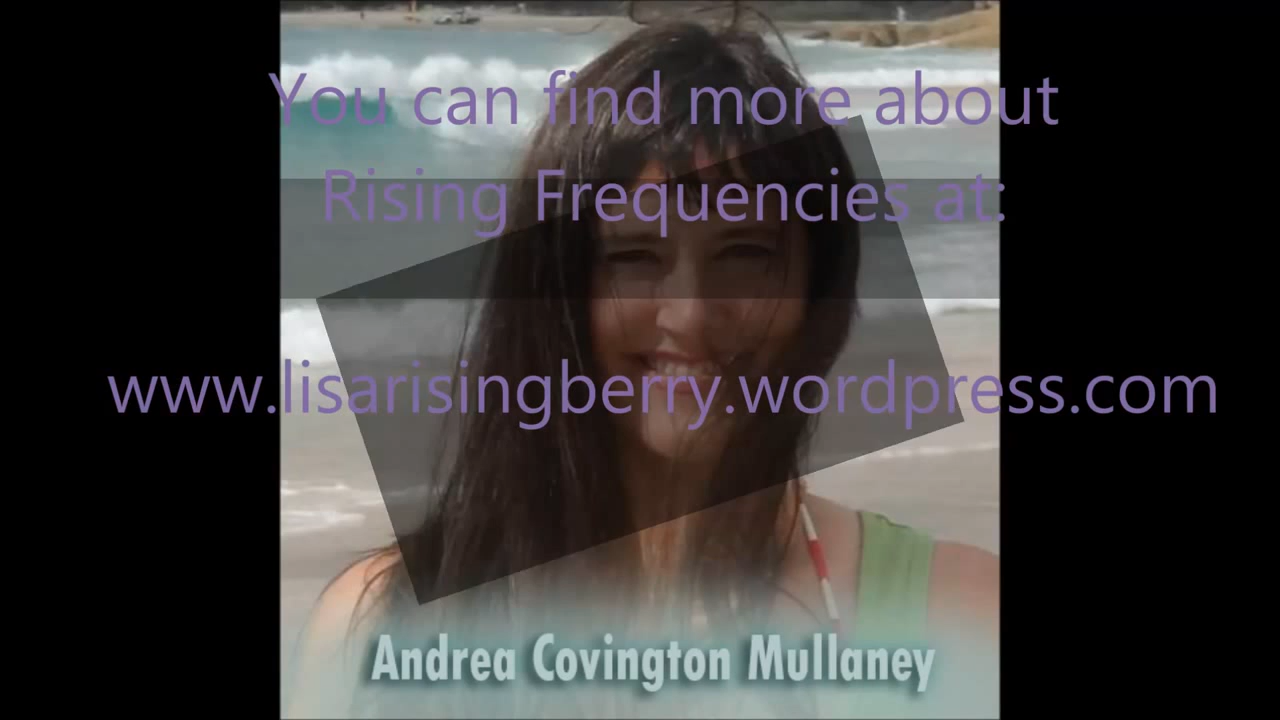 You can find more about
Rising Frequencies at:
www.lisarisingberry.wordpress.com
Andrea Covington Mullaney